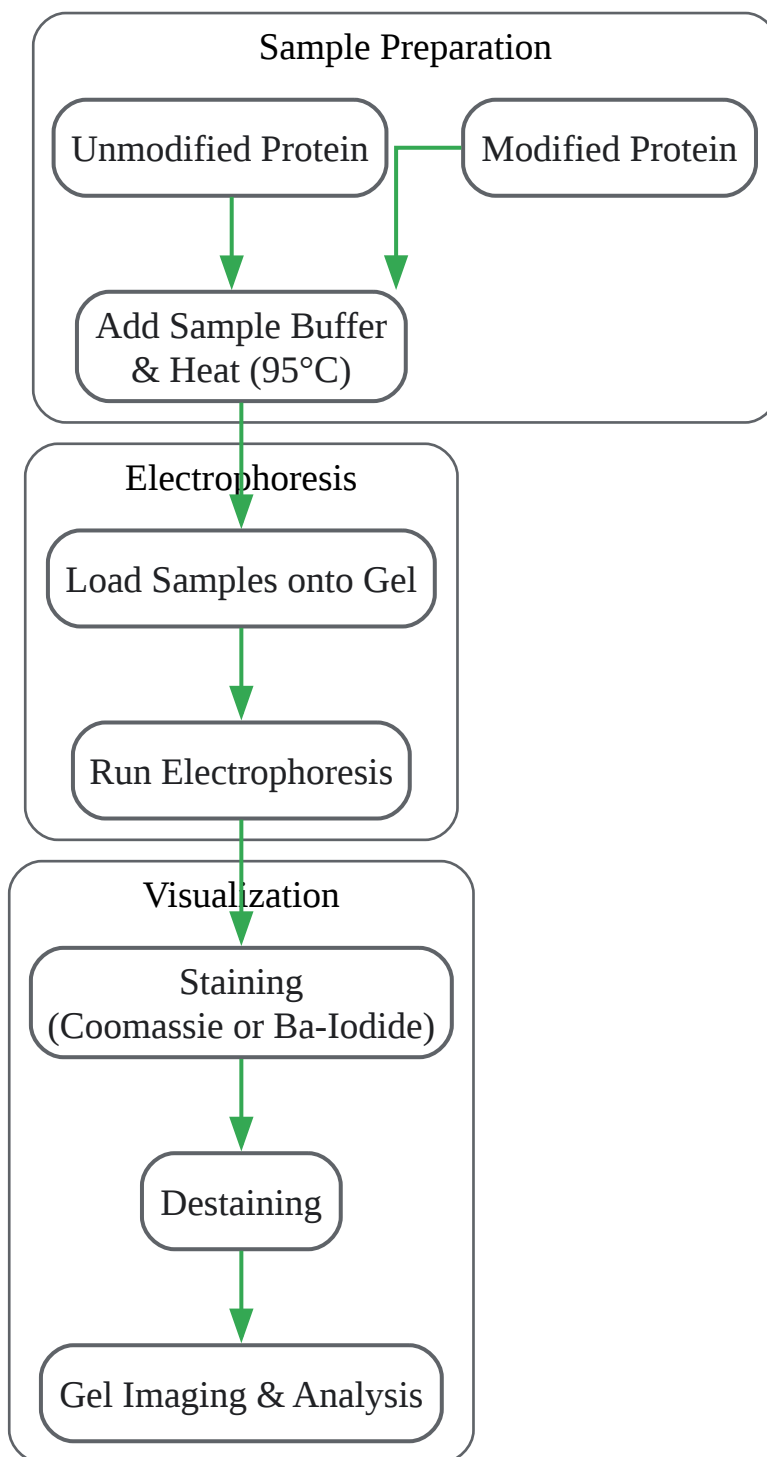 Sample Preparation
Unmodified Protein
Modified Protein
Add Sample Buffer
& Heat (95°C)
Electrophoresis
Load Samples onto Gel
Run Electrophoresis
Visualization
Staining
(Coomassie or Ba-Iodide)
Destaining
Gel Imaging & Analysis